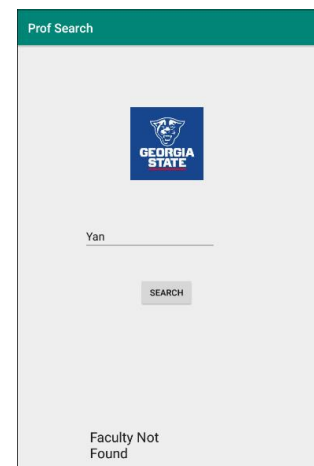 Prof Search
GEORGIA
STATE
Yan
SEARCH
Faculty Not
Found